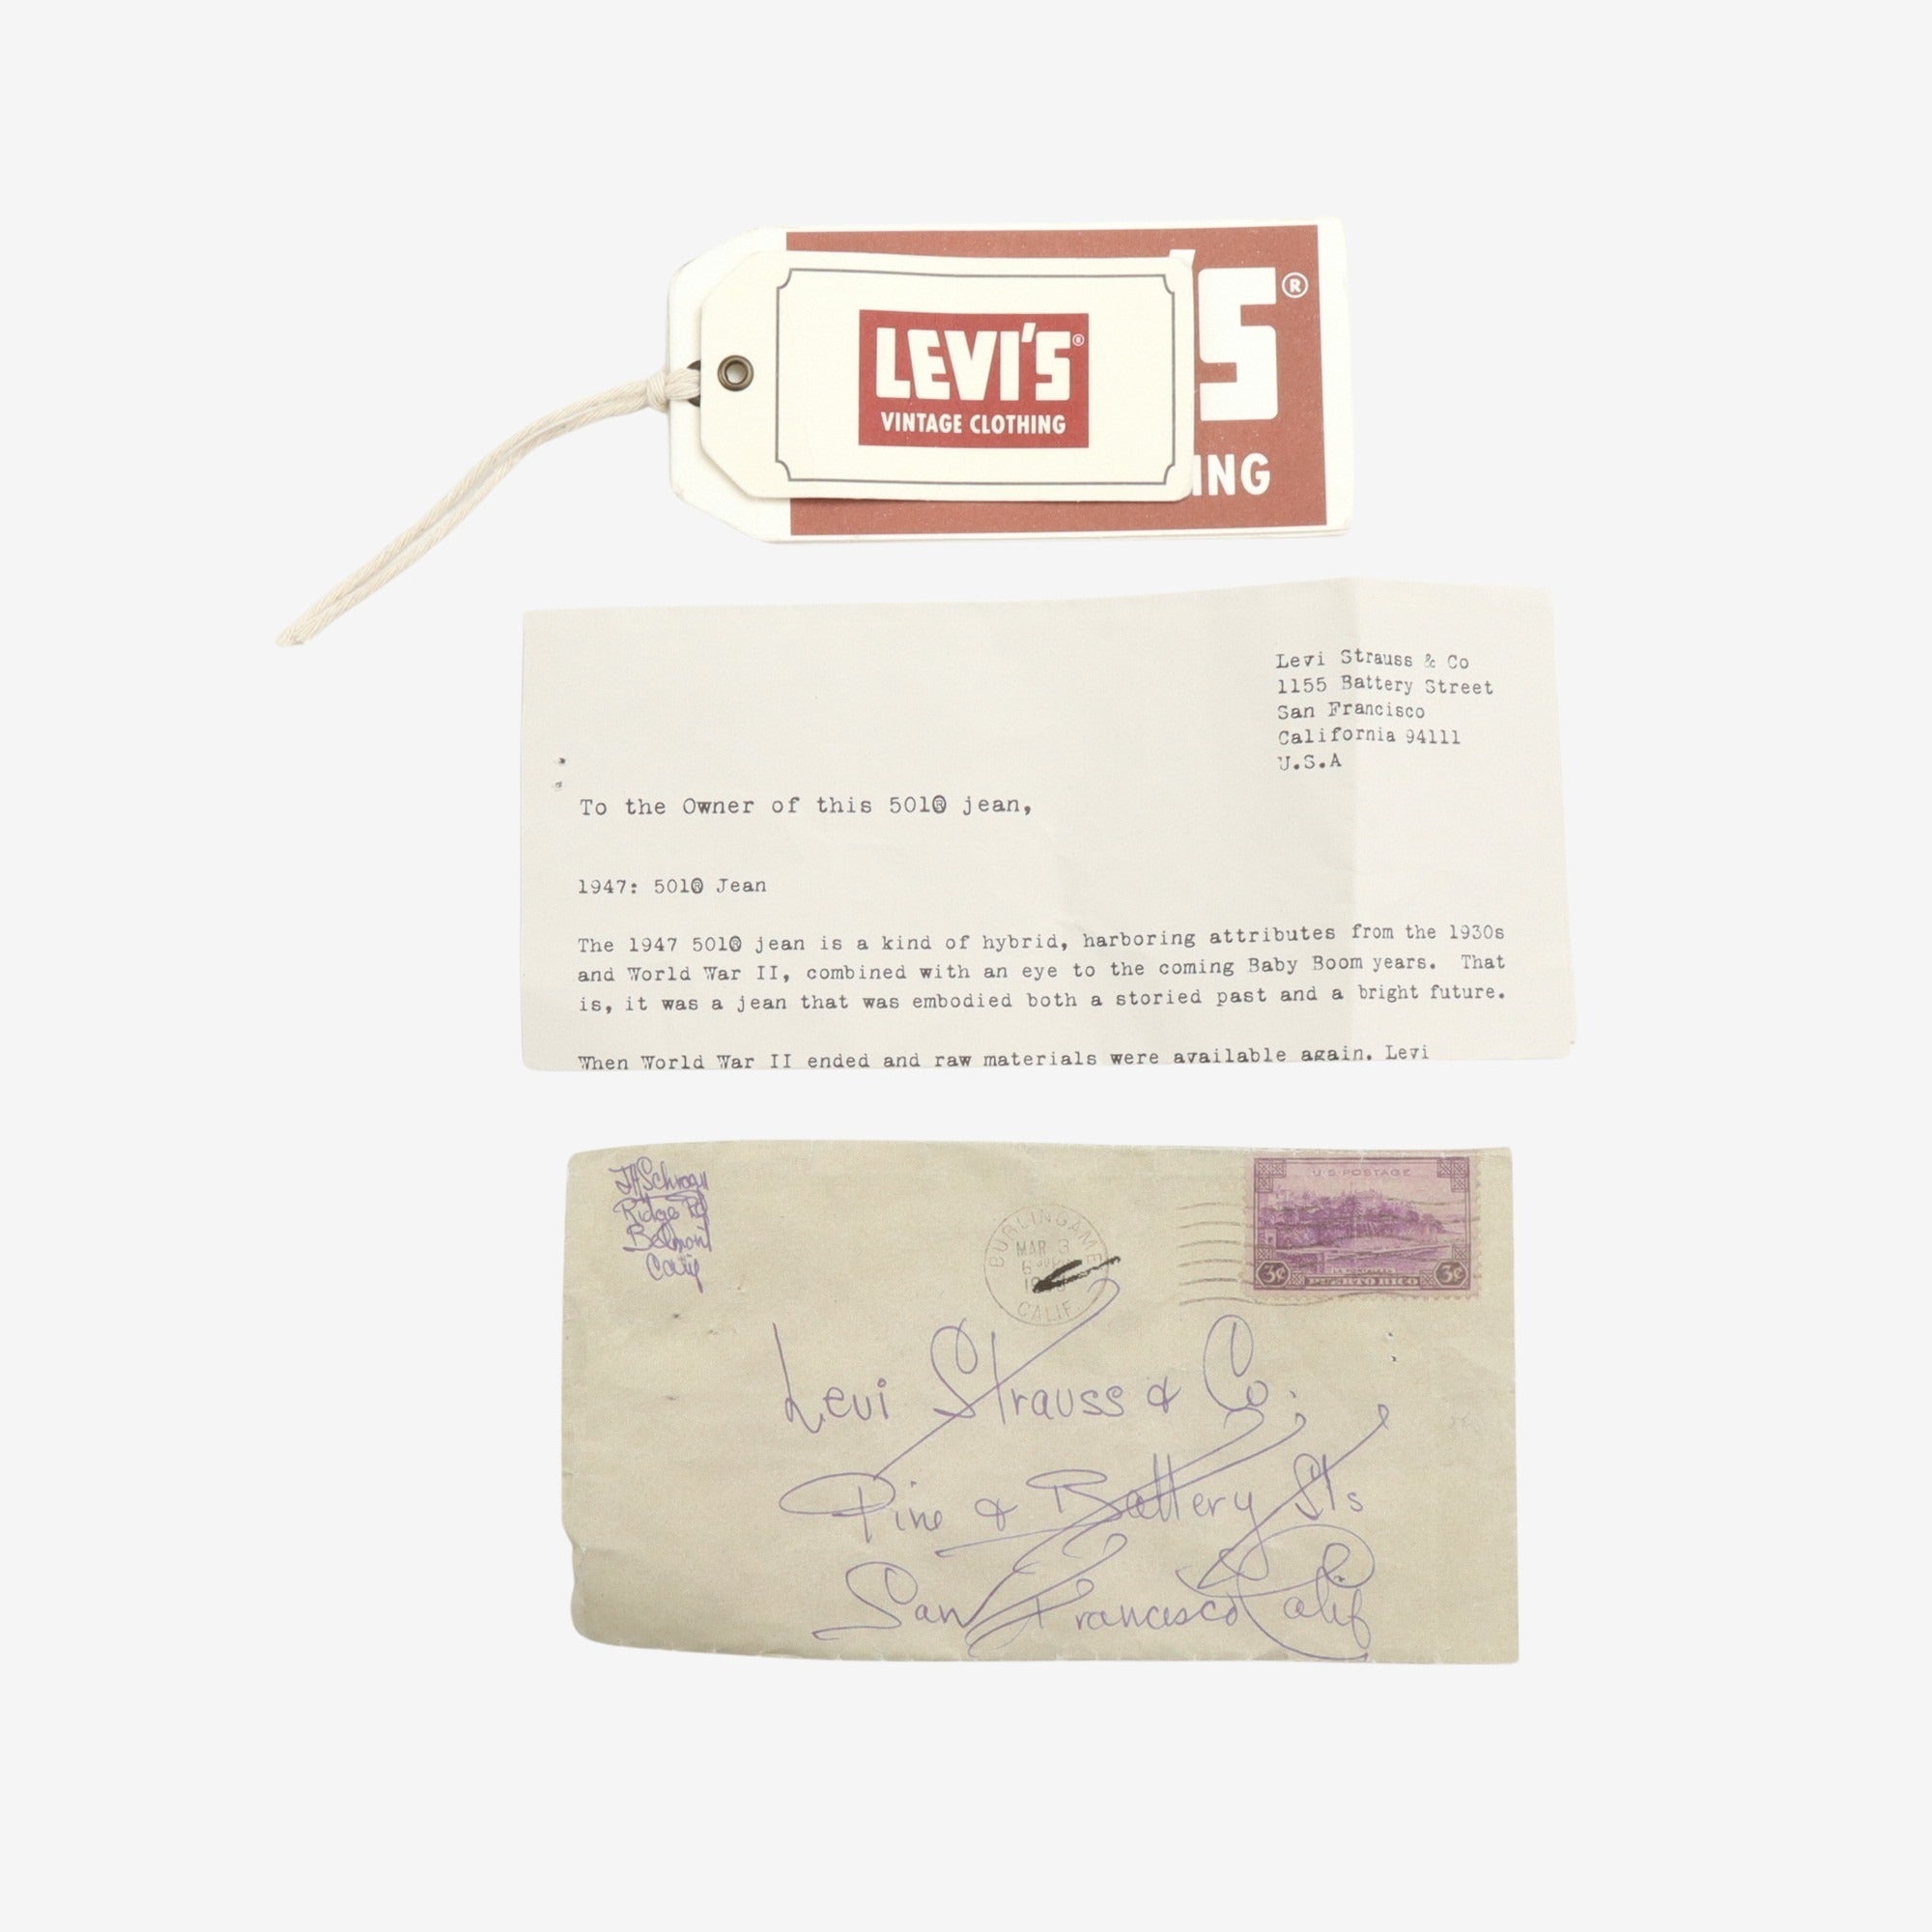 LEVI'S®
VINTAGE CLOTHING
'S®
ING
Levi Strauss & Co
1155 Battery Street
San Francisco
California 94111
U.S.A
To the Owner of this 501® jean,
1947: 501® Jean
The 1947 501® jean is a kind of hybrid, harboring attributes from the 1930s
and World War II, combined with an eye to the coming Baby Boom years. That
is, it was a jean that was embodied both a storied past and a bright future.
When World War II ended and raw materials were available again. Levi
Ridge Rd
Belmont
Calif
BURLINGAME
MAR 3
CALIF.
U.S. POSTAGE
3¢ PUERTO RICO 3¢
Levi Strauss & Co.
Pine & Battery Sts
San Francisco Calif